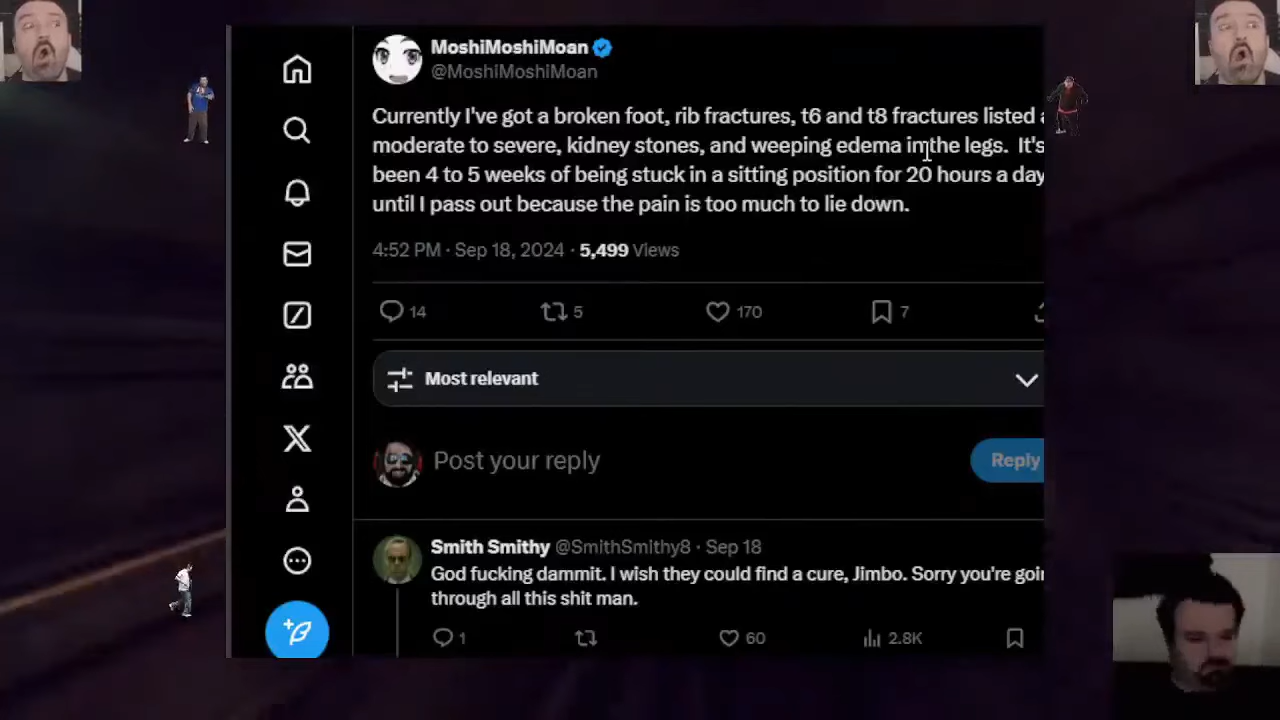 MoshiMoshiMoan
@MoshiMoshiMoan
Currently I've got a broken foot, rib fractures, t6 and t8 fractures listed
moderate to severe, kidney stones, and weeping edema in the legs. It's
been 4 to 5 weeks of being stuck in a sitting position for 20 hours a day
until I pass out because the pain is too much to lie down.
4:52 PM · Sep 18, 2024 · 5,499 Views
14 5 170 7
Most relevant
Post your reply
Reply
Smith Smithy @SmithSmithy8 · Sep 18
God fucking dammit. I wish they could find a cure, Jimbo. Sorry you're goi
through all this shit man.
1 60 2.8K